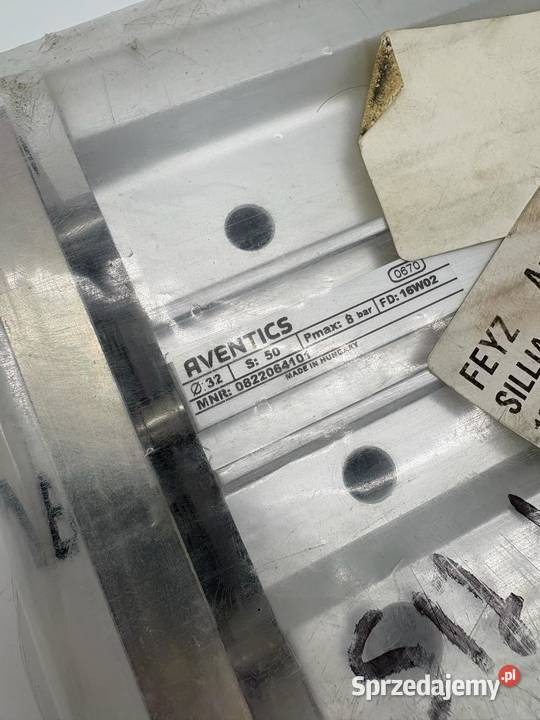 0670
AVENTICS
Ø 32 S: 50 Pmax: 8 bar FD: 16W02
MNR: 0822064101
MADE IN HUNGARY
FEYZ
SILLIA
Sprzedajemy.pl